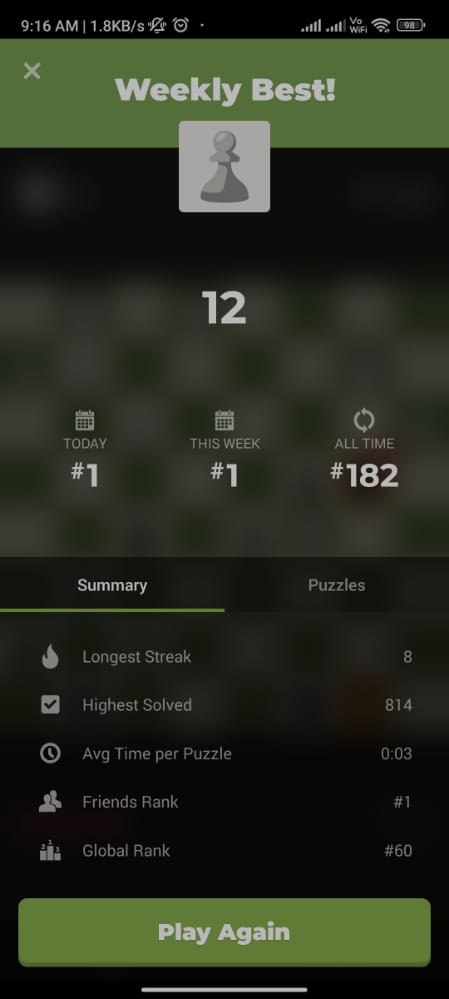 9:16 AM | 1.8KB/s
Vo
WiFi
98
Weekly Best!
12
TODAY
THIS WEEK
ALL TIME
#1
#1
#182
Summary
Puzzles
Longest Streak
8
Highest Solved
814
Avg Time per Puzzle
0:03
Friends Rank
#1
Global Rank
#60
Play Again